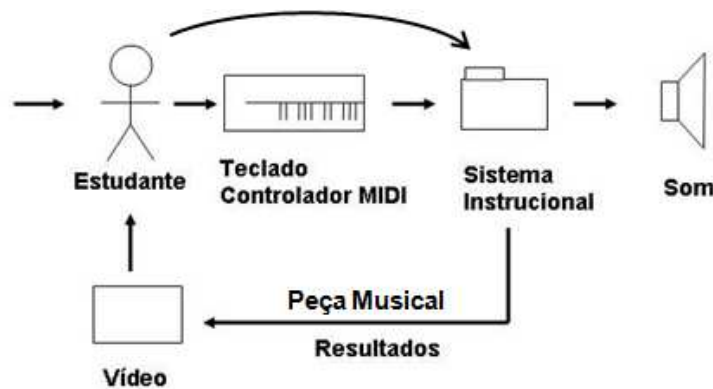 Estudante
Teclado
Controlador MIDI
Sistema
Instrucional
Som
Peça Musical
Resultados
Vídeo